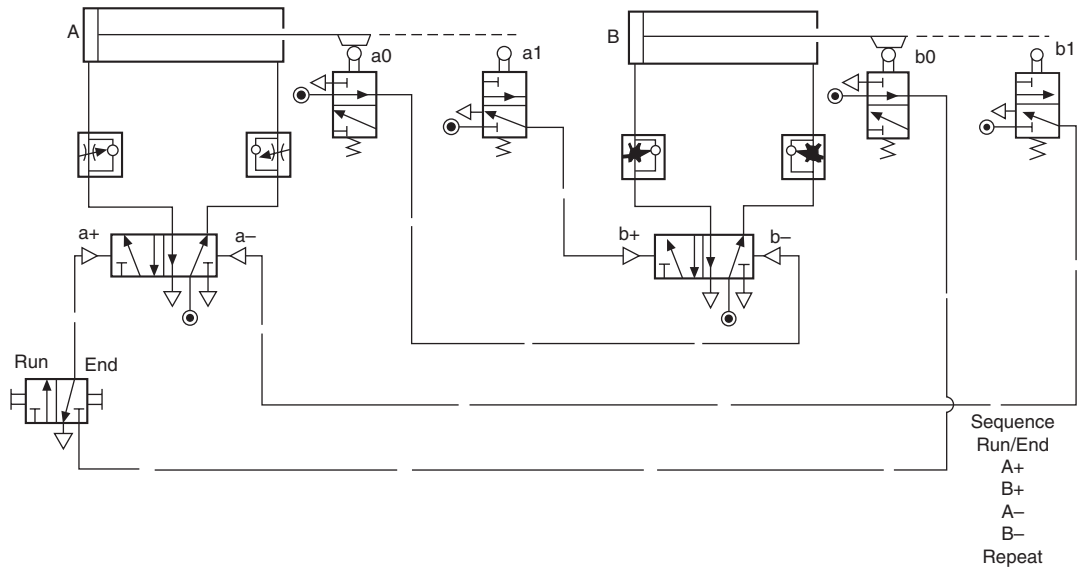 A
a0
a1
B
b0
b1
a+
a–
b+
b–
Run
End
Sequence
Run/End
A+
B+
A–
B–
Repeat